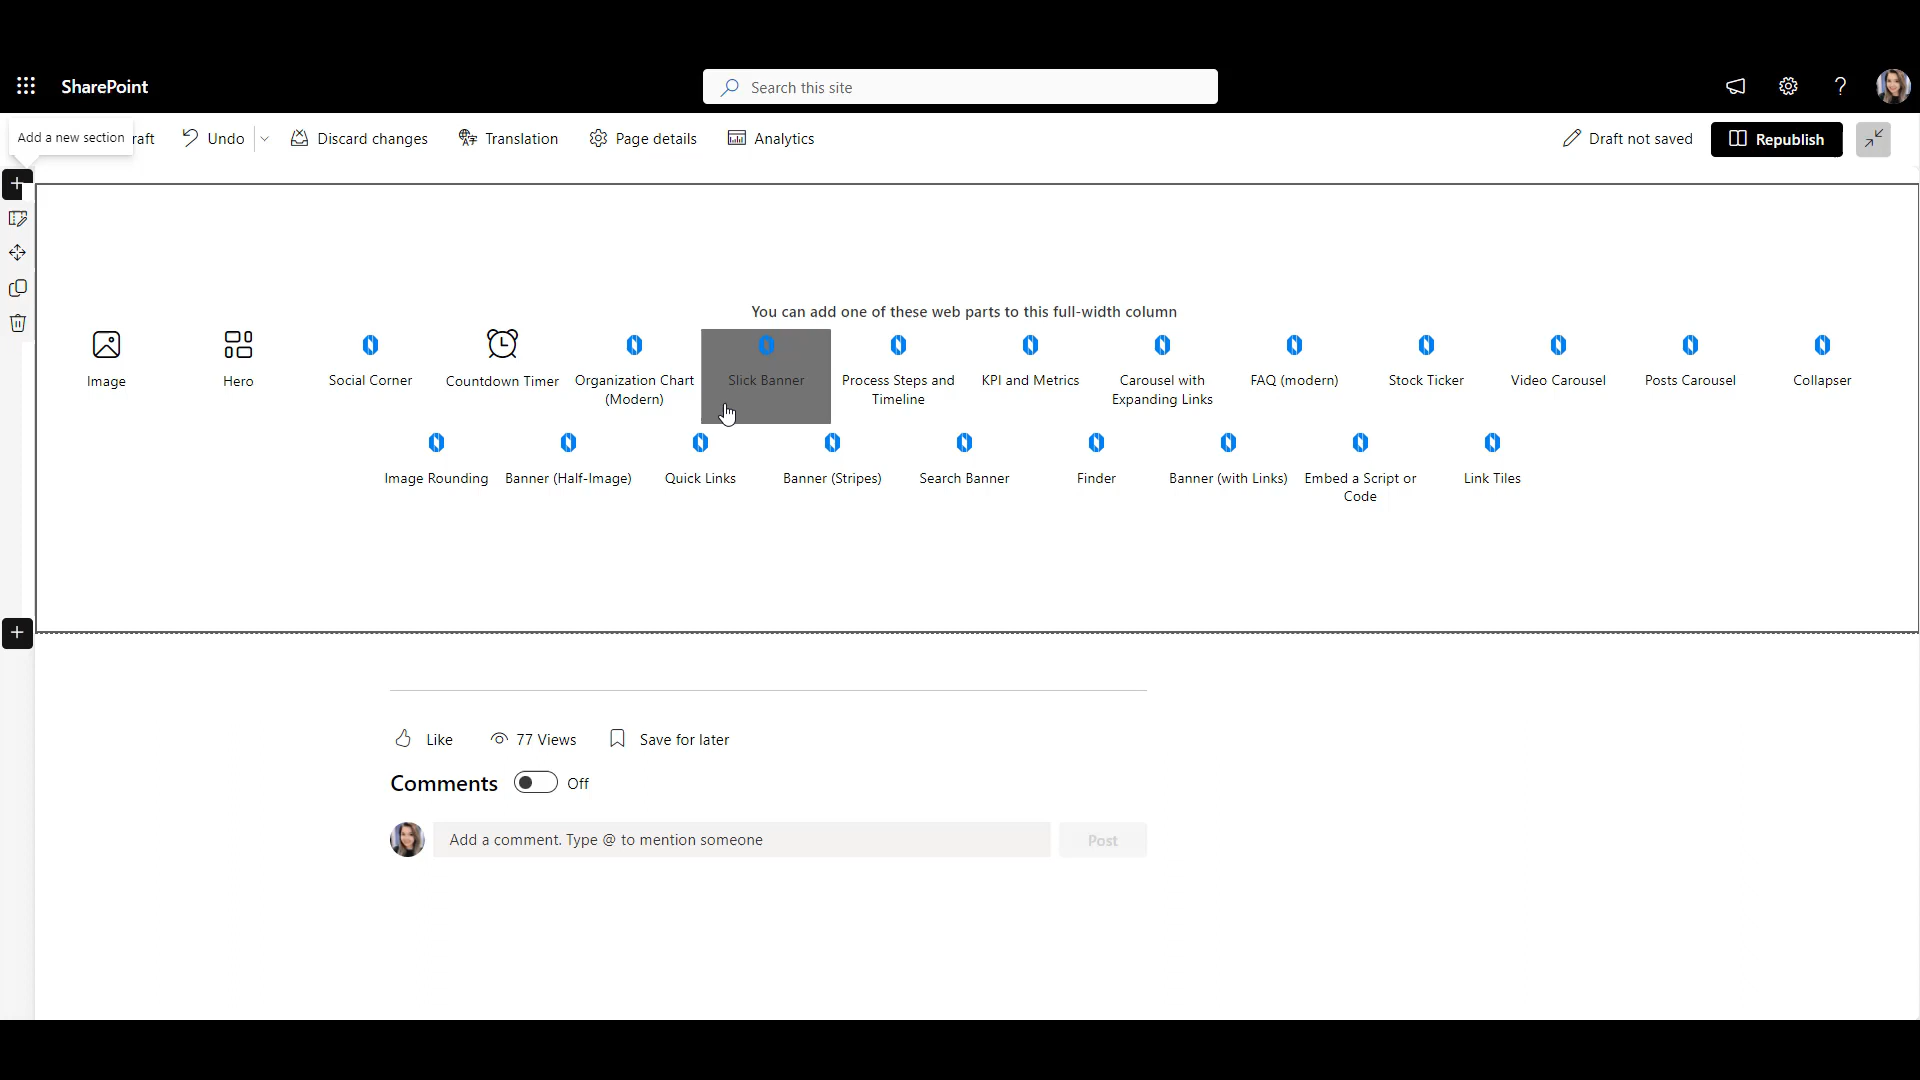 SharePoint
Search this site
?
Add a new section
raft
Undo
Discard changes
Translation
Page details
Analytics
Draft not saved
Republish
You can add one of these web parts to this full-width column
Image
Hero
Social Corner
Countdown Timer
Organization Chart
(Modern)
Slick Banner
Process Steps and
Timeline
KPI and Metrics
Carousel with
Expanding Links
FAQ (modern)
Stock Ticker
Video Carousel
Posts Carousel
Collapser
Image Rounding
Banner (Half-Image)
Quick Links
Banner (Stripes)
Search Banner
Finder
Banner (with Links)
Embed a Script or
Code
Link Tiles
Like
77 Views
Save for later
Comments
Off
Add a comment. Type @ to mention someone
Post